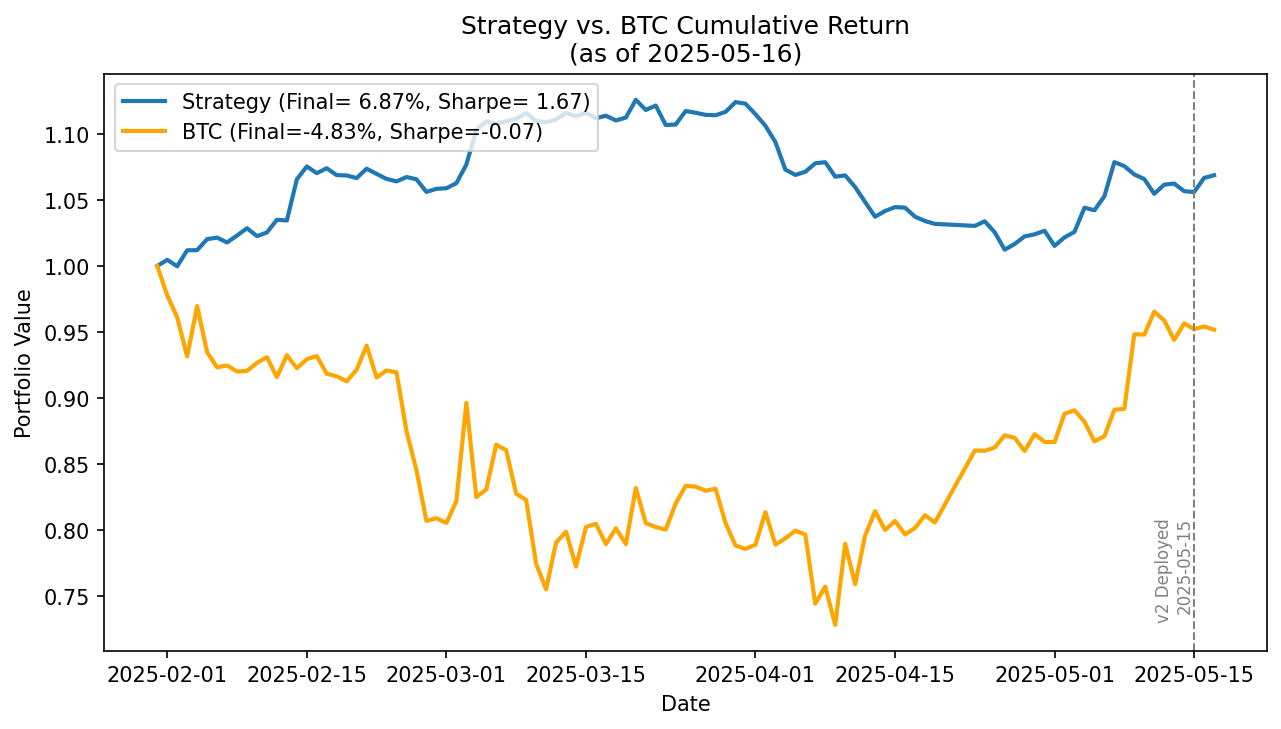 Strategy vs. BTC Cumulative Return
(as of 2025-05-16)
Strategy (Final= 6.87%, Sharpe= 1.67)
BTC (Final=-4.83%, Sharpe=-0.07)
Portfolio Value
1.10
1.05
1.00
0.95
0.90
0.85
0.80
0.75
v2 Deployed
2025-05-15
2025-02-01
2025-02-15
2025-03-01
2025-03-15
2025-04-01
2025-04-15
2025-05-01
2025-05-15
Date